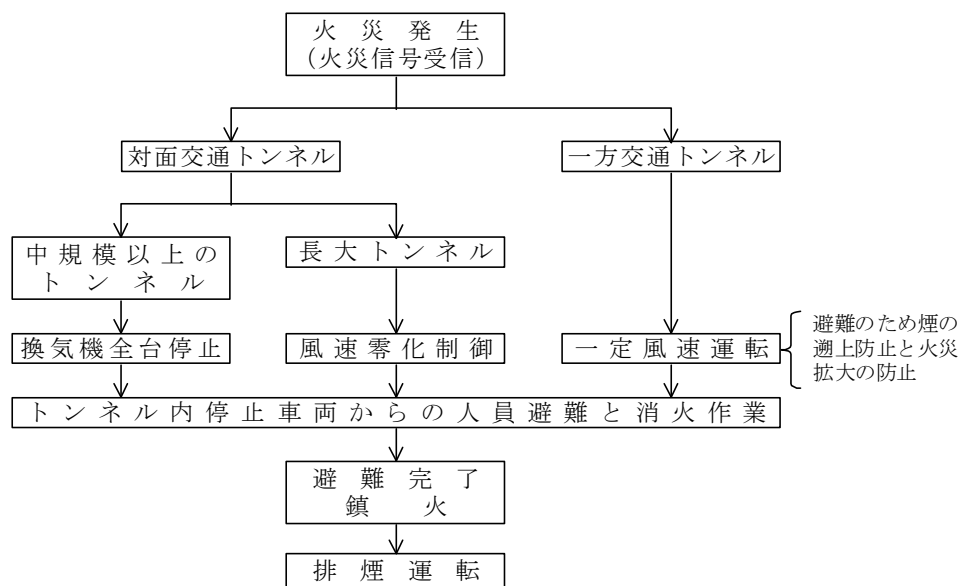 火災発生
(火災信号受信)
対面交通トンネル
一方交通トンネル
中規模以上の
トンネル
長大トンネル
換気機全台停止
風速零化制御
一定風速運転
避難のため煙の
遡上防止と火災
拡大の防止
トンネル内停止車両からの人員避難と消火作業
避難完了
鎮火
排煙運転